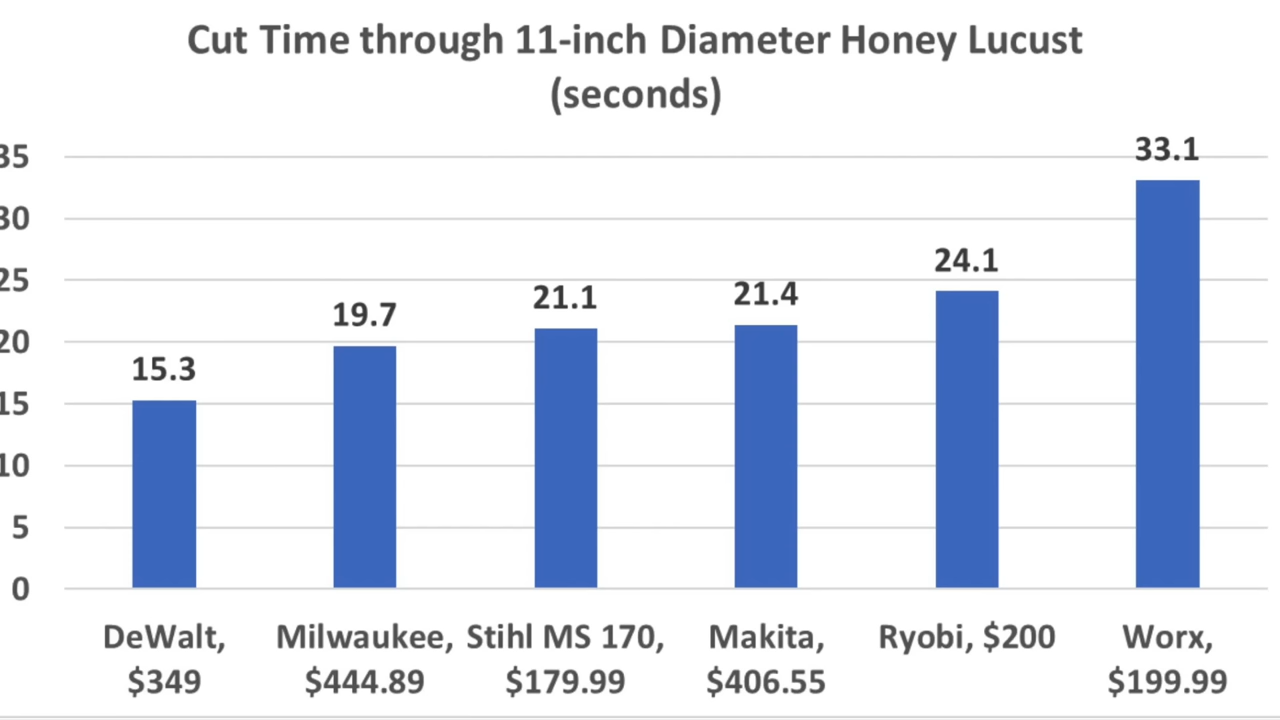 Cut Time through 11-inch Diameter Honey Lucust
(seconds)
35
30
25
20
15
10
5
0
15.3
19.7
21.1
21.4
24.1
33.1
DeWalt,
$349
Milwaukee,
$444.89
Stihl MS 170,
$179.99
Makita,
$406.55
Ryobi, $200
Worx,
$199.99